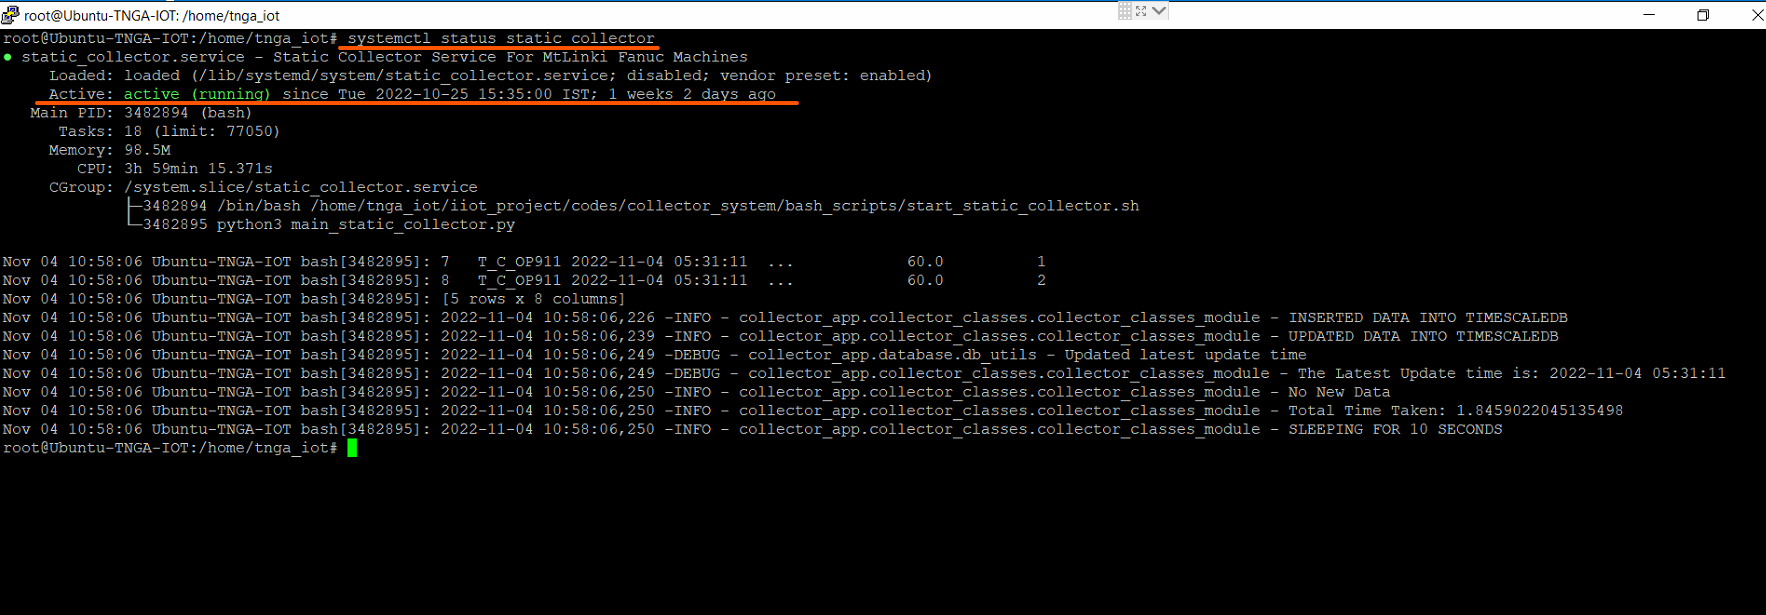 root@Ubuntu-TNGA-IOT: /home/tnga_iot
root@Ubuntu-TNGA-IOT:/home/tnga_iot# systemctl status static_collector
● static_collector.service - Static Collector Service For MtLinki Fanuc Machines
Loaded: loaded (/lib/systemd/system/static_collector.service; disabled; vendor preset: enabled)
Active: active (running) since Tue 2022-10-25 15:35:00 IST; 1 weeks 2 days ago
Main PID: 3482894 (bash)
Tasks: 18 (limit: 77050)
Memory: 98.5M
CPU: 3h 59min 15.371s
CGroup: /system.slice/static_collector.service
├─3482894 /bin/bash /home/tnga_iot/iiot_project/codes/collector_system/bash_scripts/start_static_collector.sh
└─3482895 python3 main_static_collector.py
Nov 04 10:58:06 Ubuntu-TNGA-IOT bash[3482895]: 7 T_C_OP911 2022-11-04 05:31:11 ... 60.0 1
Nov 04 10:58:06 Ubuntu-TNGA-IOT bash[3482895]: 8 T_C_OP911 2022-11-04 05:31:11 ... 60.0 2
Nov 04 10:58:06 Ubuntu-TNGA-IOT bash[3482895]: [5 rows x 8 columns]
Nov 04 10:58:06 Ubuntu-TNGA-IOT bash[3482895]: 2022-11-04 10:58:06,226 -INFO - collector_app.collector_classes.collector_classes_module - INSERTED DATA INTO TIMESCALEDB
Nov 04 10:58:06 Ubuntu-TNGA-IOT bash[3482895]: 2022-11-04 10:58:06,239 -INFO - collector_app.collector_classes.collector_classes_module - UPDATED DATA INTO TIMESCALEDB
Nov 04 10:58:06 Ubuntu-TNGA-IOT bash[3482895]: 2022-11-04 10:58:06,249 -DEBUG - collector_app.database.db_utils - Updated latest update time
Nov 04 10:58:06 Ubuntu-TNGA-IOT bash[3482895]: 2022-11-04 10:58:06,249 -DEBUG - collector_app.collector_classes.collector_classes_module - The Latest Update time is: 2022-11-04 05:31:11
Nov 04 10:58:06 Ubuntu-TNGA-IOT bash[3482895]: 2022-11-04 10:58:06,250 -INFO - collector_app.collector_classes.collector_classes_module - No New Data
Nov 04 10:58:06 Ubuntu-TNGA-IOT bash[3482895]: 2022-11-04 10:58:06,250 -INFO - collector_app.collector_classes.collector_classes_module - Total Time Taken: 1.8459022045135498
Nov 04 10:58:06 Ubuntu-TNGA-IOT bash[3482895]: 2022-11-04 10:58:06,250 -INFO - collector_app.collector_classes.collector_classes_module - SLEEPING FOR 10 SECONDS
root@Ubuntu-TNGA-IOT:/home/tnga_iot#